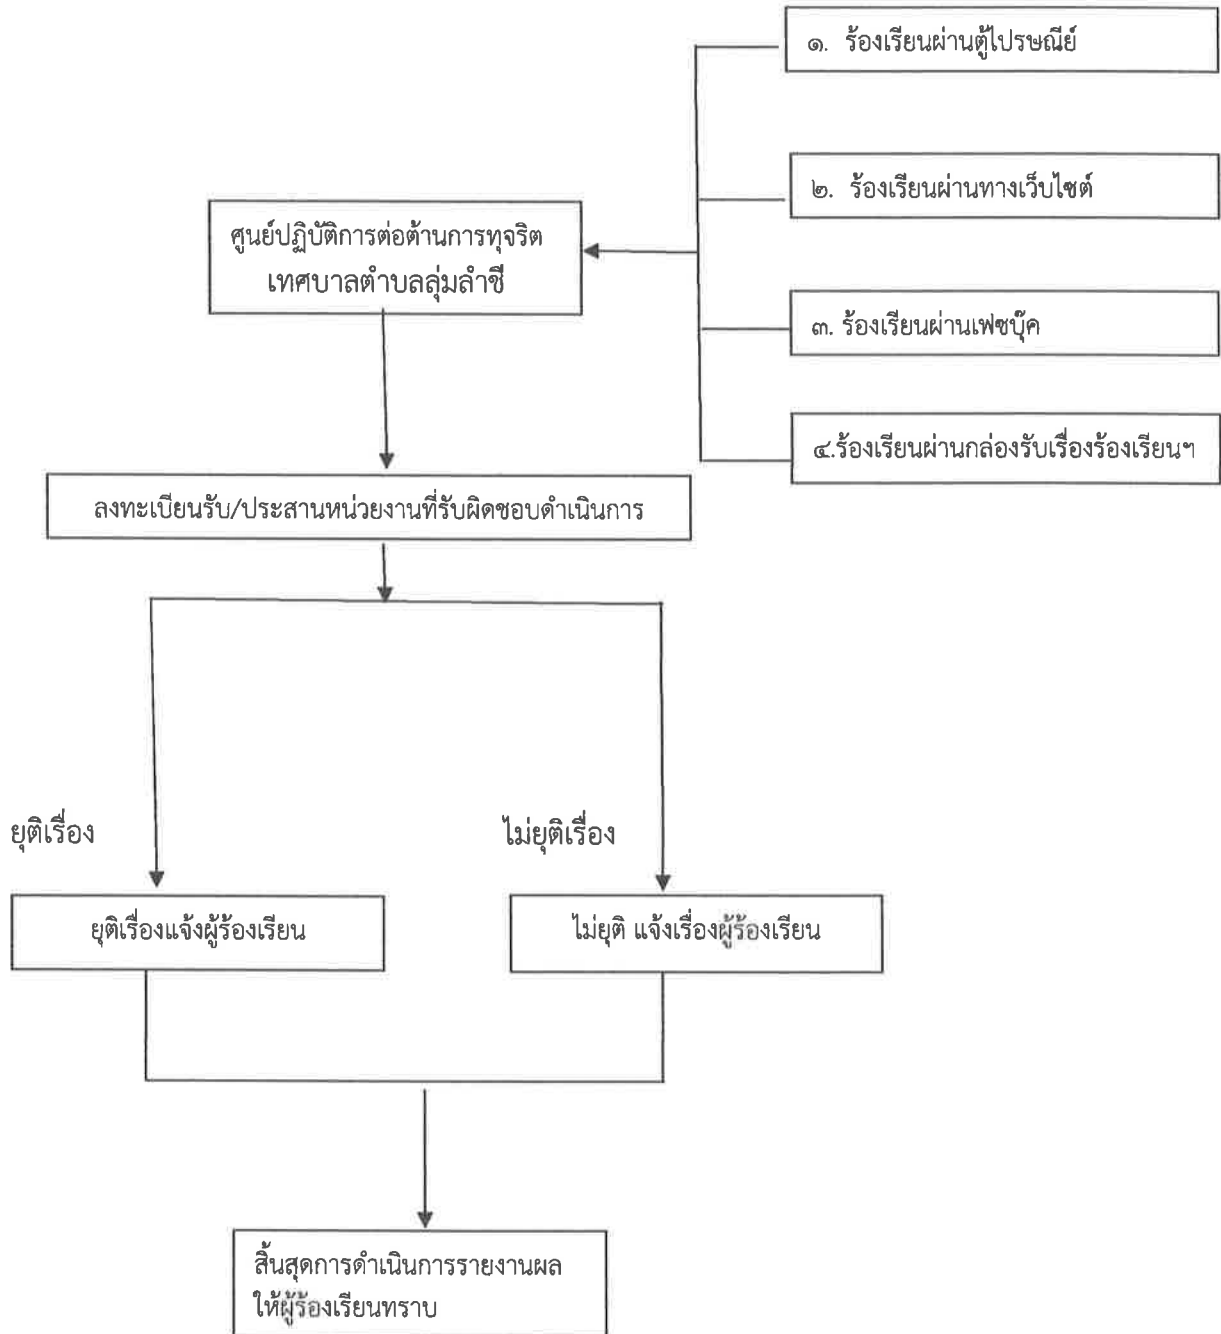 ๑. ร้องเรียนผ่านตู้ไปรษณีย์
๒. ร้องเรียนผ่านทางเว็บไซต์
ศูนย์ปฏิบัติการต่อต้านการทุจริต
เทศบาลตำบลลุ่มลำชี
๓. ร้องเรียนผ่านเฟซบุ๊ค
๔.ร้องเรียนผ่านกล่องรับเรื่องร้องเรียนฯ
ลงทะเบียนรับ/ประสานหน่วยงานที่รับผิดชอบดำเนินการ
ยุติเรื่อง
ไม่ยุติเรื่อง
ยุติเรื่องแจ้งผู้ร้องเรียน
ไม่ยุติ แจ้งเรื่องผู้ร้องเรียน
สิ้นสุดการดำเนินการรายงานผล
ให้ผู้ร้องเรียนทราบ